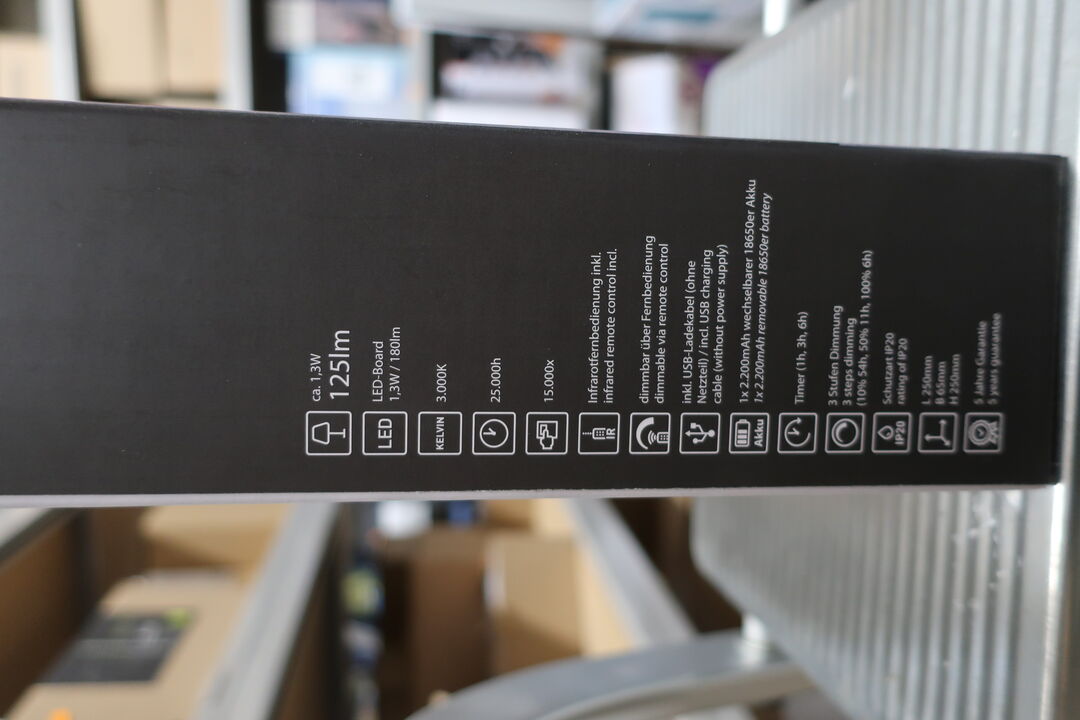 ca. 1,3W
125lm
LED
LED-Board
1,3W / 180lm
KELVIN
3.000K
25.000h
15.000x
IR
Infrarotfernbedienung inkl.
infrared remote control incl.
dimmbar über Fernbedienung
dimmable via remote control
inkl. USB-Ladekabel (ohne
Netzteil) / incl. USB charging
cable (without power supply)
Akku
1x 2.200mAh wechselbarer 18650er Akku
1x 2.200mAh removable 18650er battery
Timer (1h, 3h, 6h)
3 Stufen Dimmung
3 steps dimming
(10% 54h, 50% 11h, 100% 6h)
IP20
Schutzart IP20
rating of IP20
L 250mm
B 65mm
H 250mm
5 Jahre Garantie
5 years guarantee